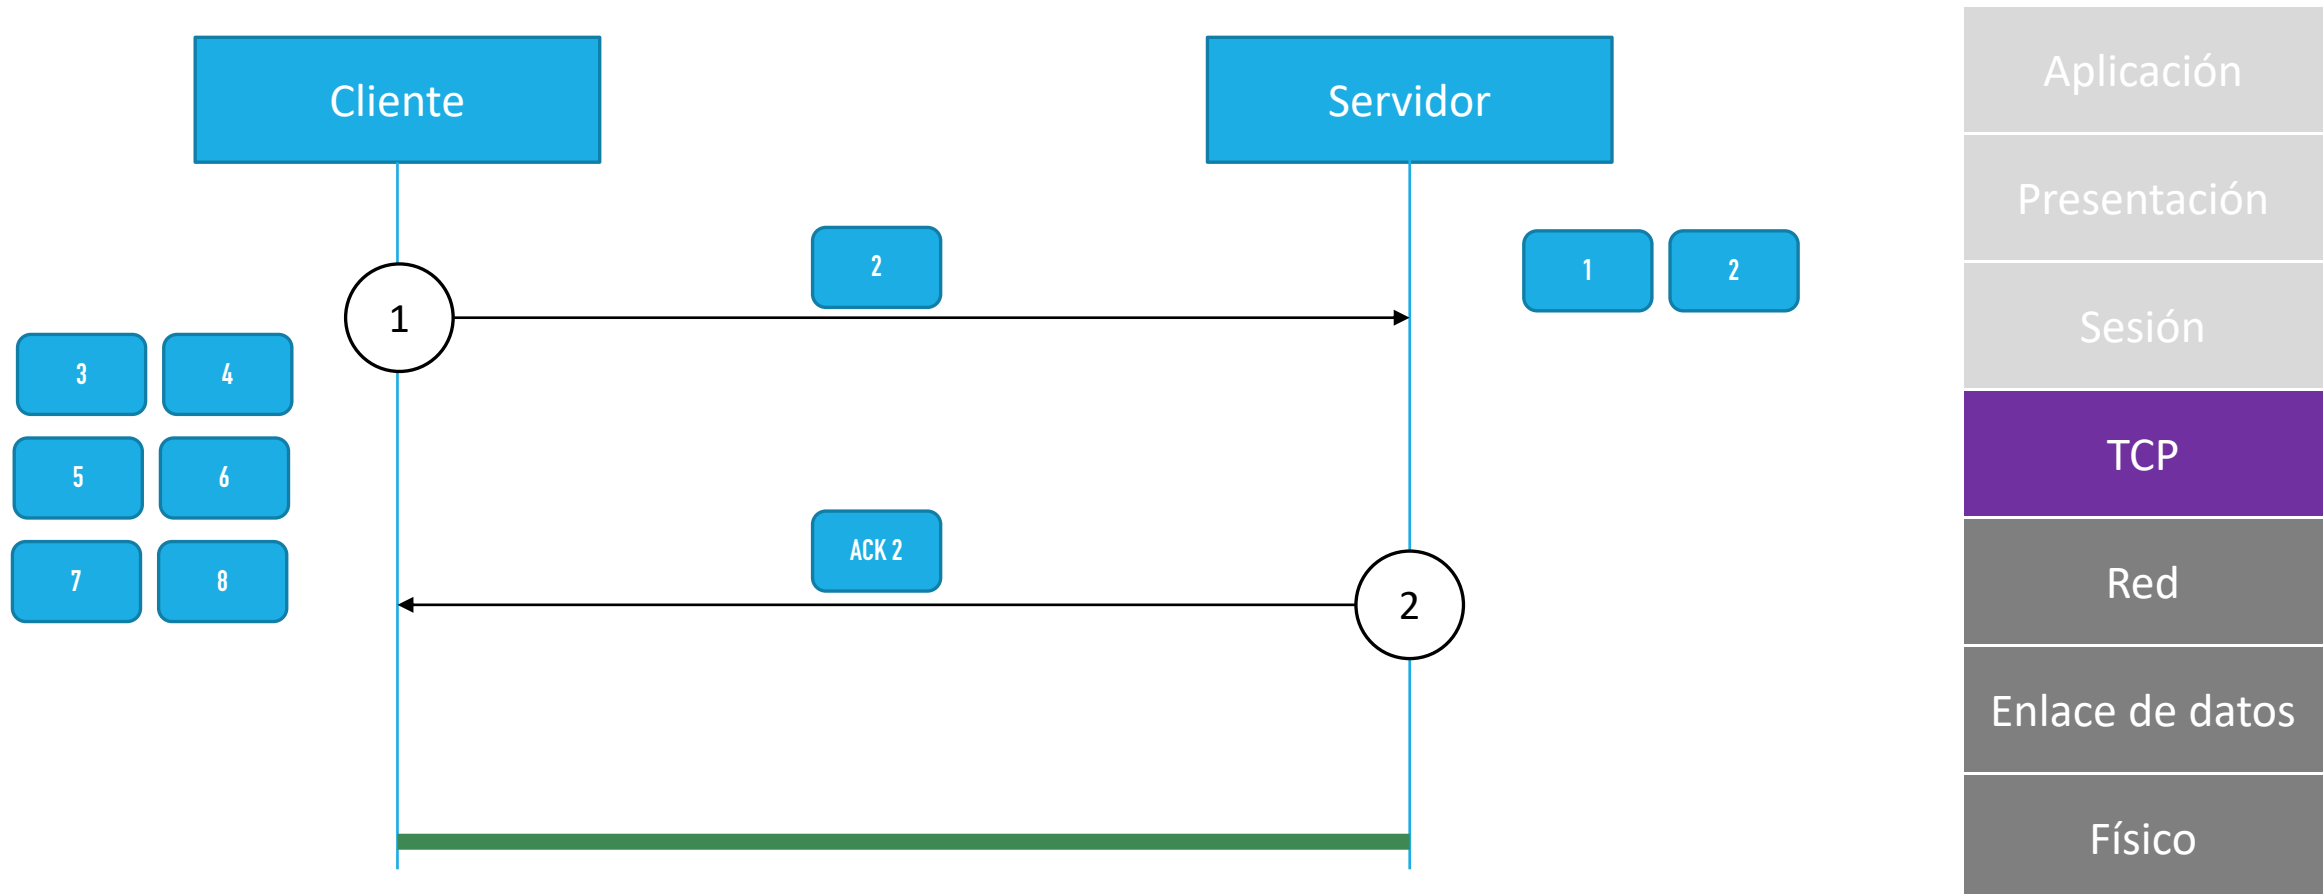 Cliente
Servidor
2
1
2
1
3
4
5
6
7
8
ACK 2
2
Aplicación
Presentación
Sesión
TCP
Red
Enlace de datos
Físico